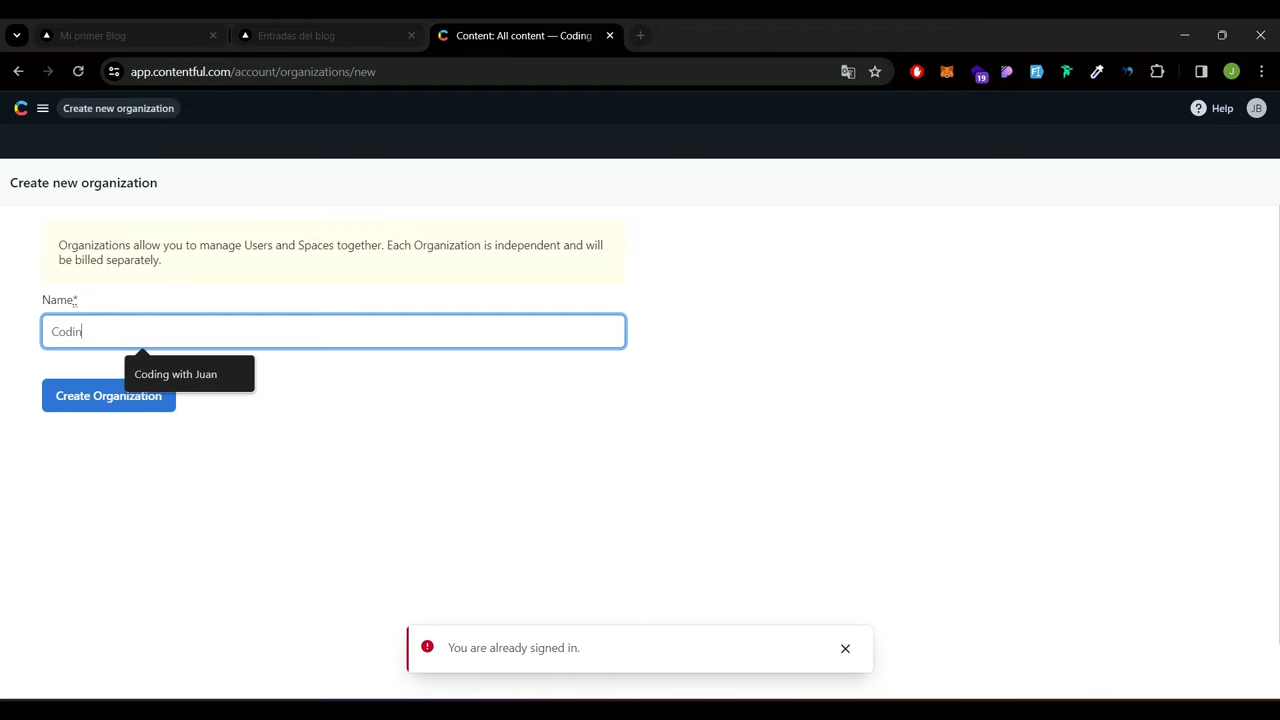 Mi primer Blog
Entradas del blog
Content: All content — Coding
app.contentful.com/account/organizations/new
19
J
Create new organization
Help
JB
Create new organization
Organizations allow you to manage Users and Spaces together. Each Organization is independent and will
be billed separately.
Name*
Codin
Coding with Juan
Create Organization
You are already signed in.